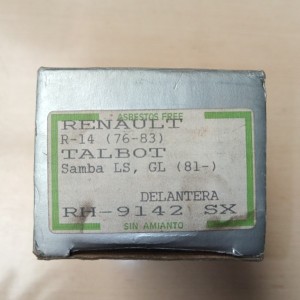 ASBESTOS FREE
RENAULT
R-14 (76-83)
TALBOT
Samba LS, GL (81-)
DELANTERA
RH-9142 SX
SIN AMIANTO